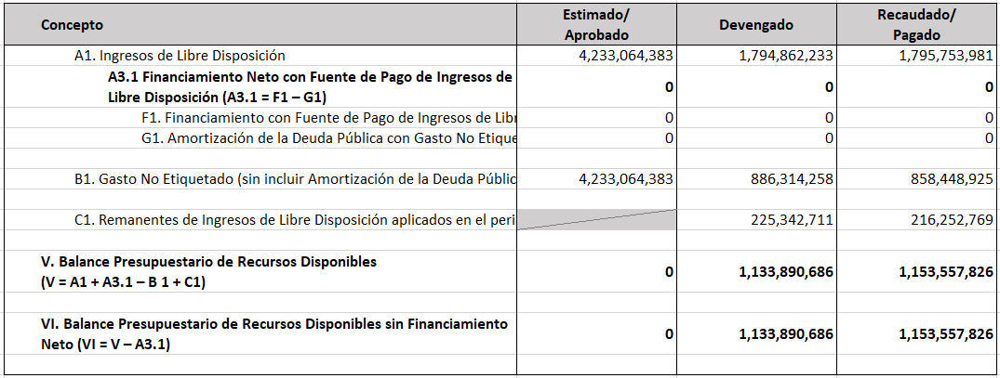 Concepto Estimado/ Devengado Recaudado/
Aprobado Pagado
A1. Ingresos de Libre Disposición 4,233,064,383 1,794,862,233 1,795,753,981
A3.1 Financiamiento Neto con Fuente de Pago de Ingresos de
Libre Disposición (A3.1 = F1 – G1) 0 0 0
F1. Financiamiento con Fuente de Pago de Ingresos de Libr 0 0 0
G1. Amortización de la Deuda Pública con Gasto No Etique 0 0 0
B1. Gasto No Etiquetado (sin incluir Amortización de la Deuda Públic 4,233,064,383 886,314,258 858,448,925
C1. Remanentes de Ingresos de Libre Disposición aplicados en el peri 225,342,711 216,252,769
V. Balance Presupuestario de Recursos Disponibles
(V = A1 + A3.1 – B 1 + C1) 0 1,133,890,686 1,153,557,826
VI. Balance Presupuestario de Recursos Disponibles sin Financiamiento
Neto (VI = V – A3.1) 0 1,133,890,686 1,153,557,826